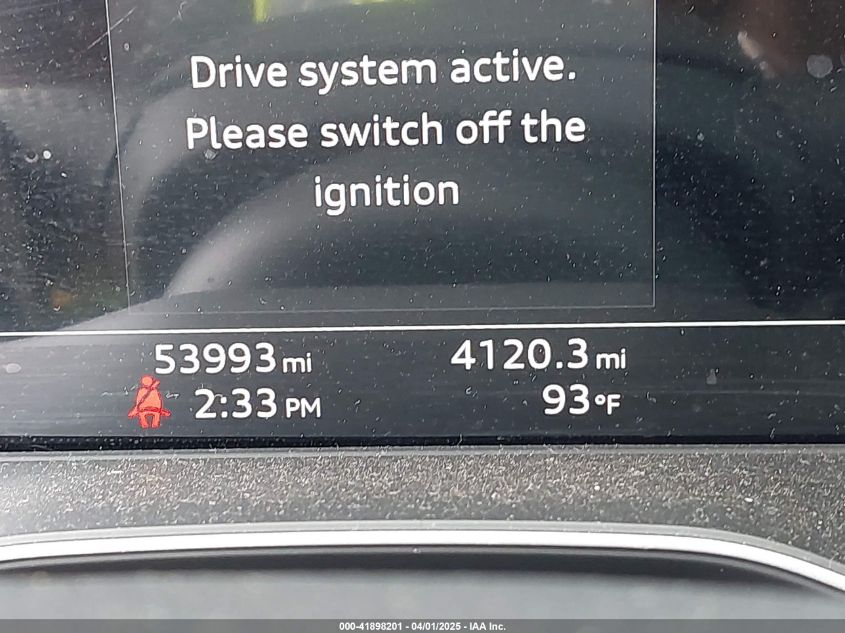 Drive system active.
Please switch off the
ignition
53993 mi 4120.3 mi
2:33 PM 93 °F
000-41898201 - 04/01/2025 - IAA Inc.